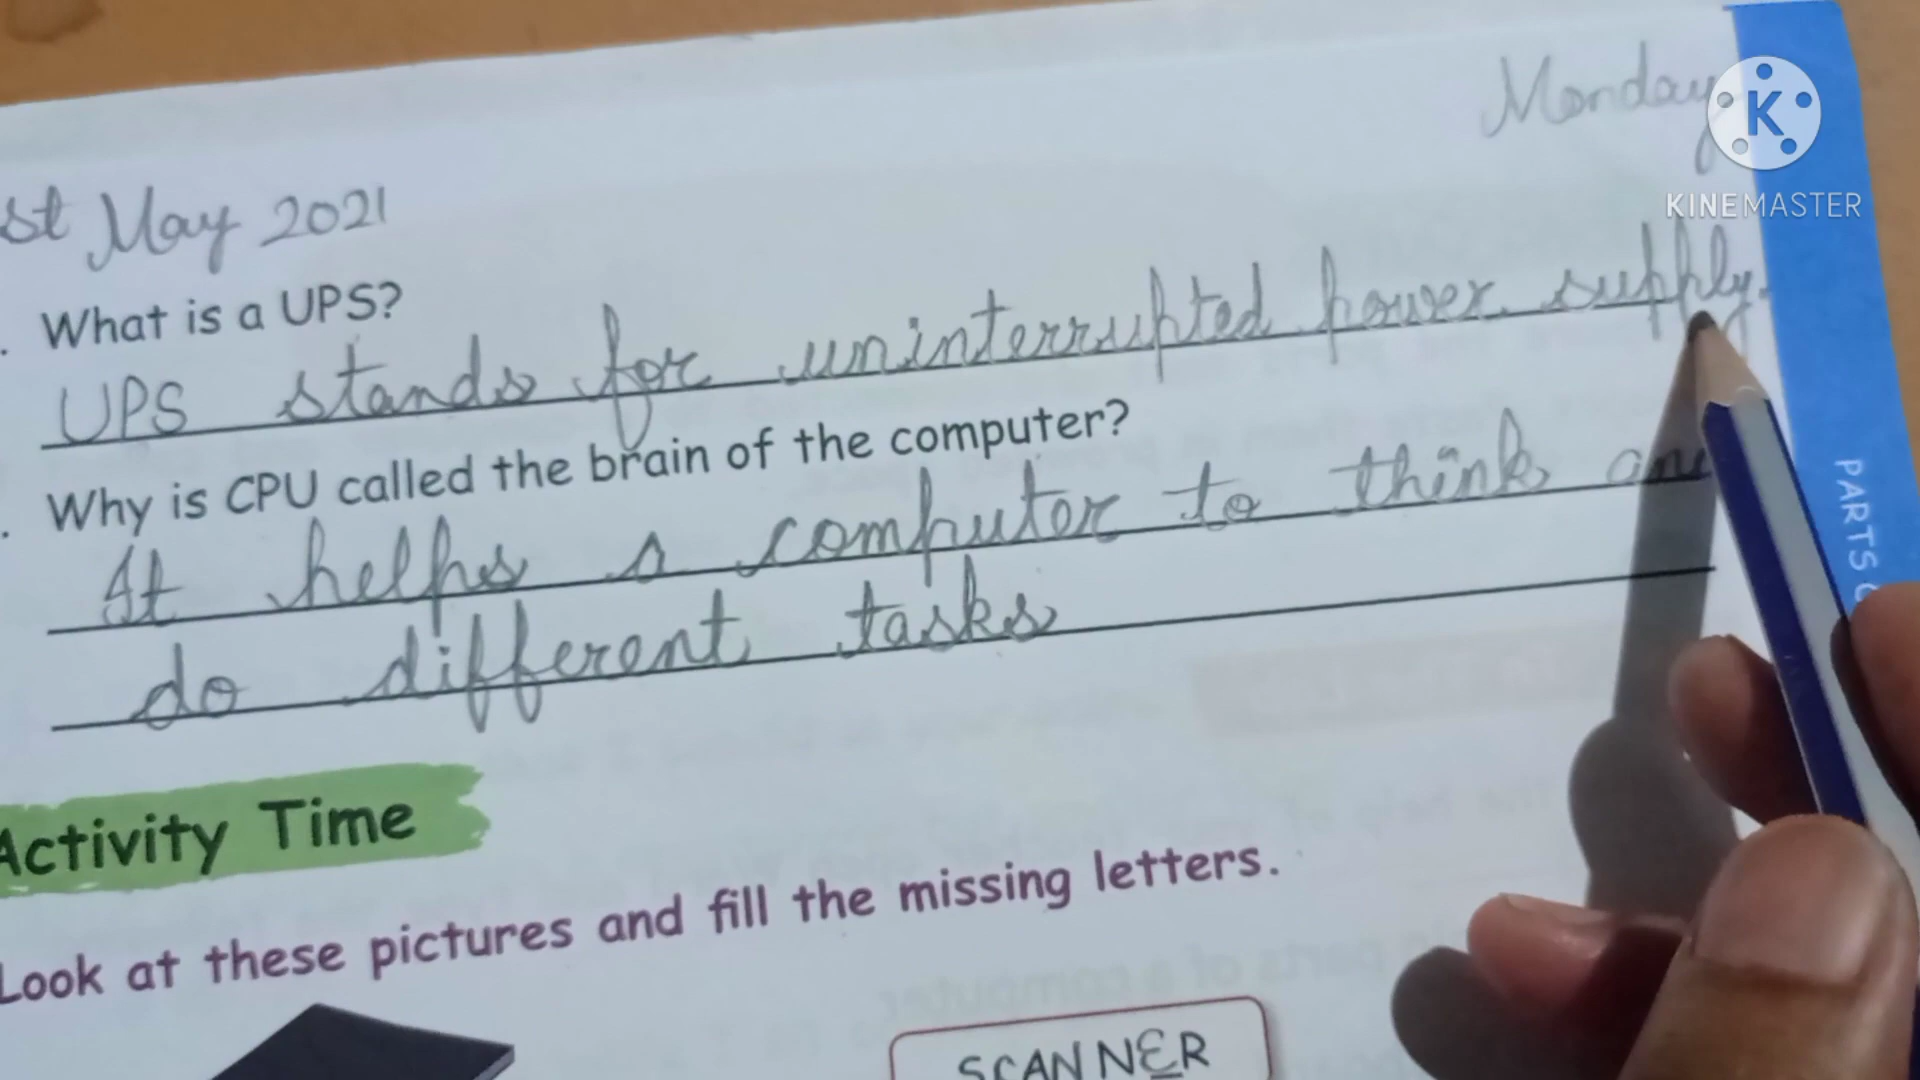 Monday
KINEMASTER
st May 2021
. What is a UPS?
UPS stands for uninterrupted power supply.
. Why is CPU called the brain of the computer?
It helps a computer to think an
do different tasks
PARTS
Activity Time
Look at these pictures and fill the missing letters.
SCANNER